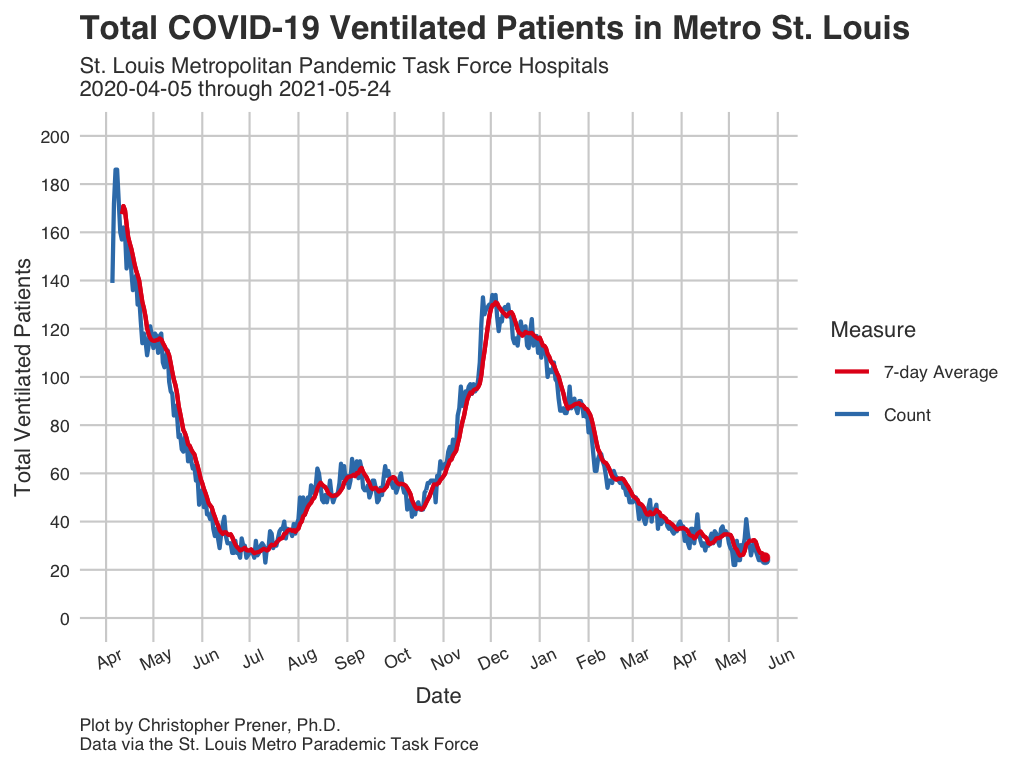 Total COVID-19 Ventilated Patients in Metro St. Louis
St. Louis Metropolitan Pandemic Task Force Hospitals
2020-04-05 through 2021-05-24
200
180
160
140
120
100
80
60
40
20
0
Total Ventilated Patients
Apr May Jun Jul Aug Sep Oct Nov Dec Jan Feb Mar Apr May Jun
Date
Measure
7-day Average
Count
Plot by Christopher Prener, Ph.D.
Data via the St. Louis Metro Parademic Task Force